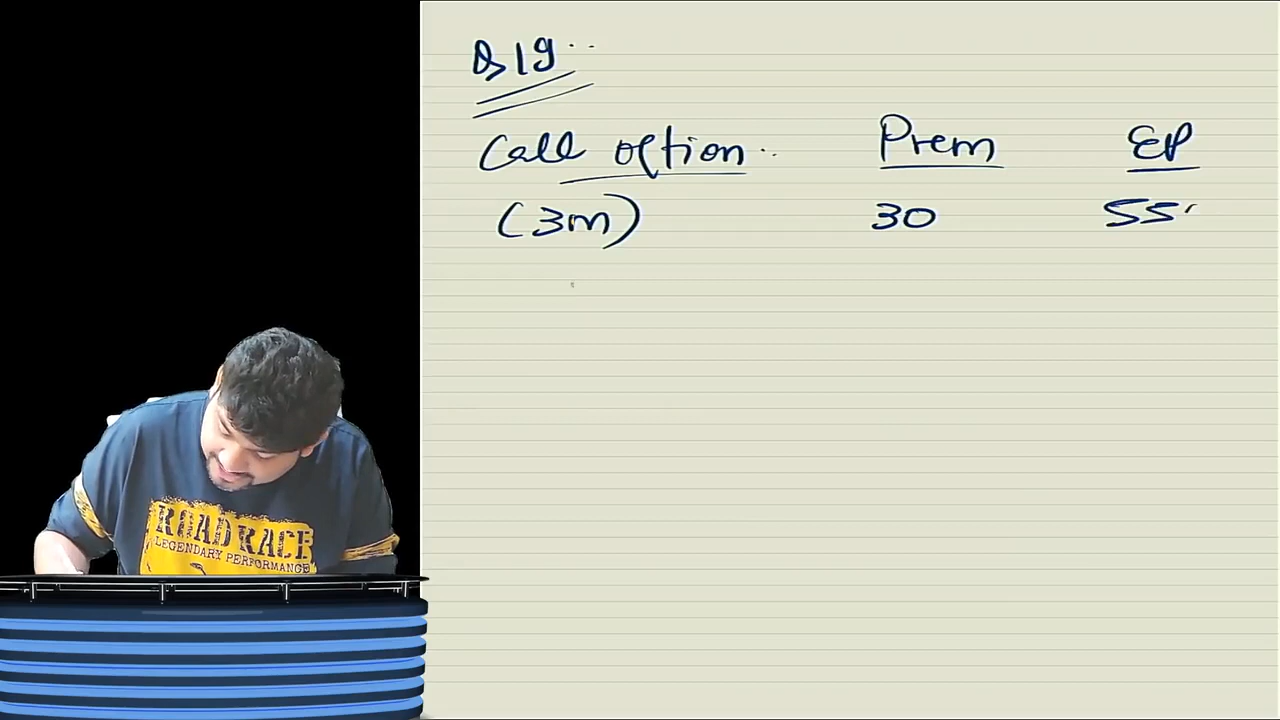 Q19..
Call option.. Prem EP
(3m) 30 55
ROAD RACE
LEGENDARY PERFORMANCE